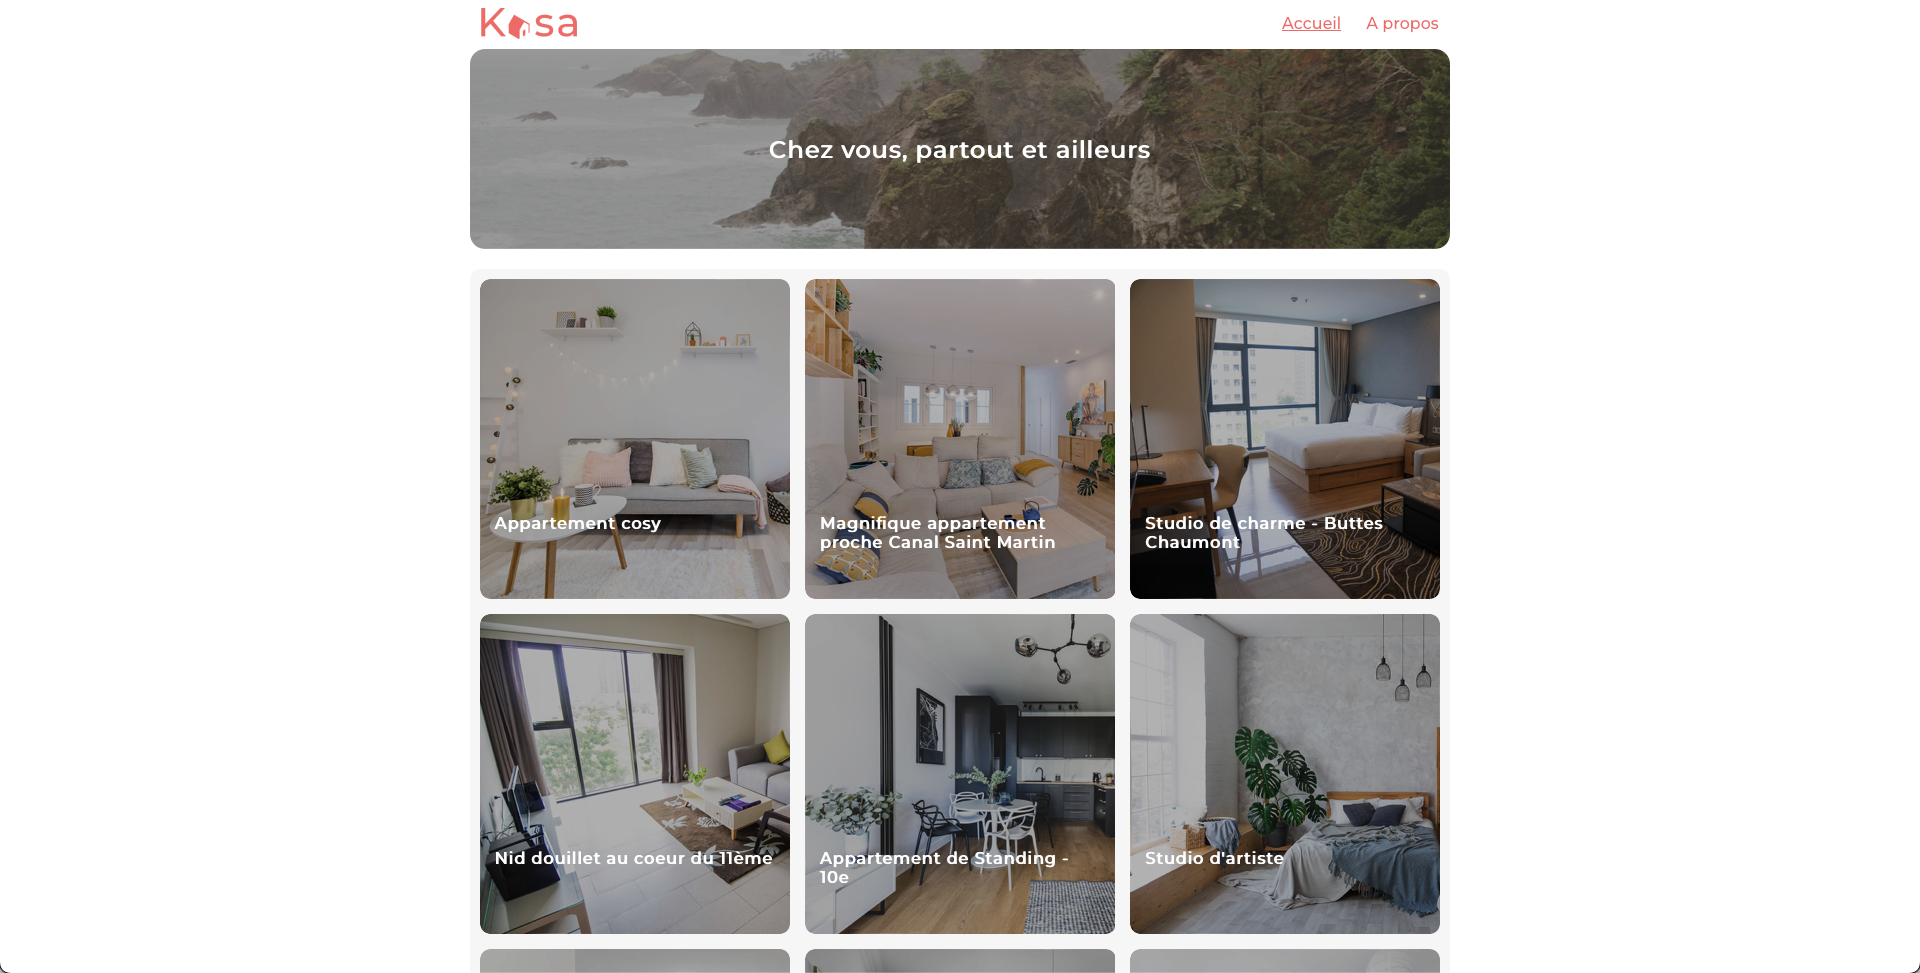 Kasa
Accueil
A propos
Chez vous, partout et ailleurs
Appartement cosy
Magnifique appartement
proche Canal Saint Martin
Studio de charme - Buttes
Chaumont
Nid douillet au coeur du 11ème
Appartement de Standing -
10e
Studio d'artiste